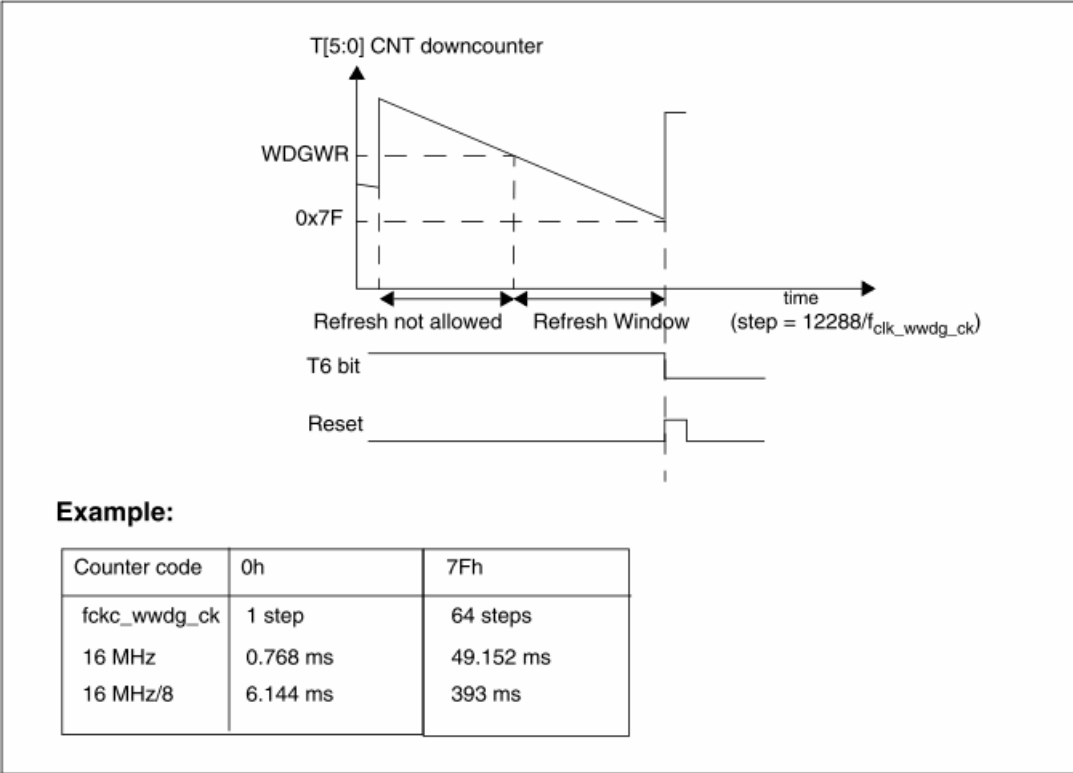 T[5:0] CNT downcounter
WDGWR
0x7F
time
Refresh not allowed Refresh Window (step = 12288/fclk_wwdg_ck)
T6 bit
Reset
Example:
Counter code 0h 7Fh
fckc_wwdg_ck 1 step 64 steps
16 MHz 0.768 ms 49.152 ms
16 MHz/8 6.144 ms 393 ms